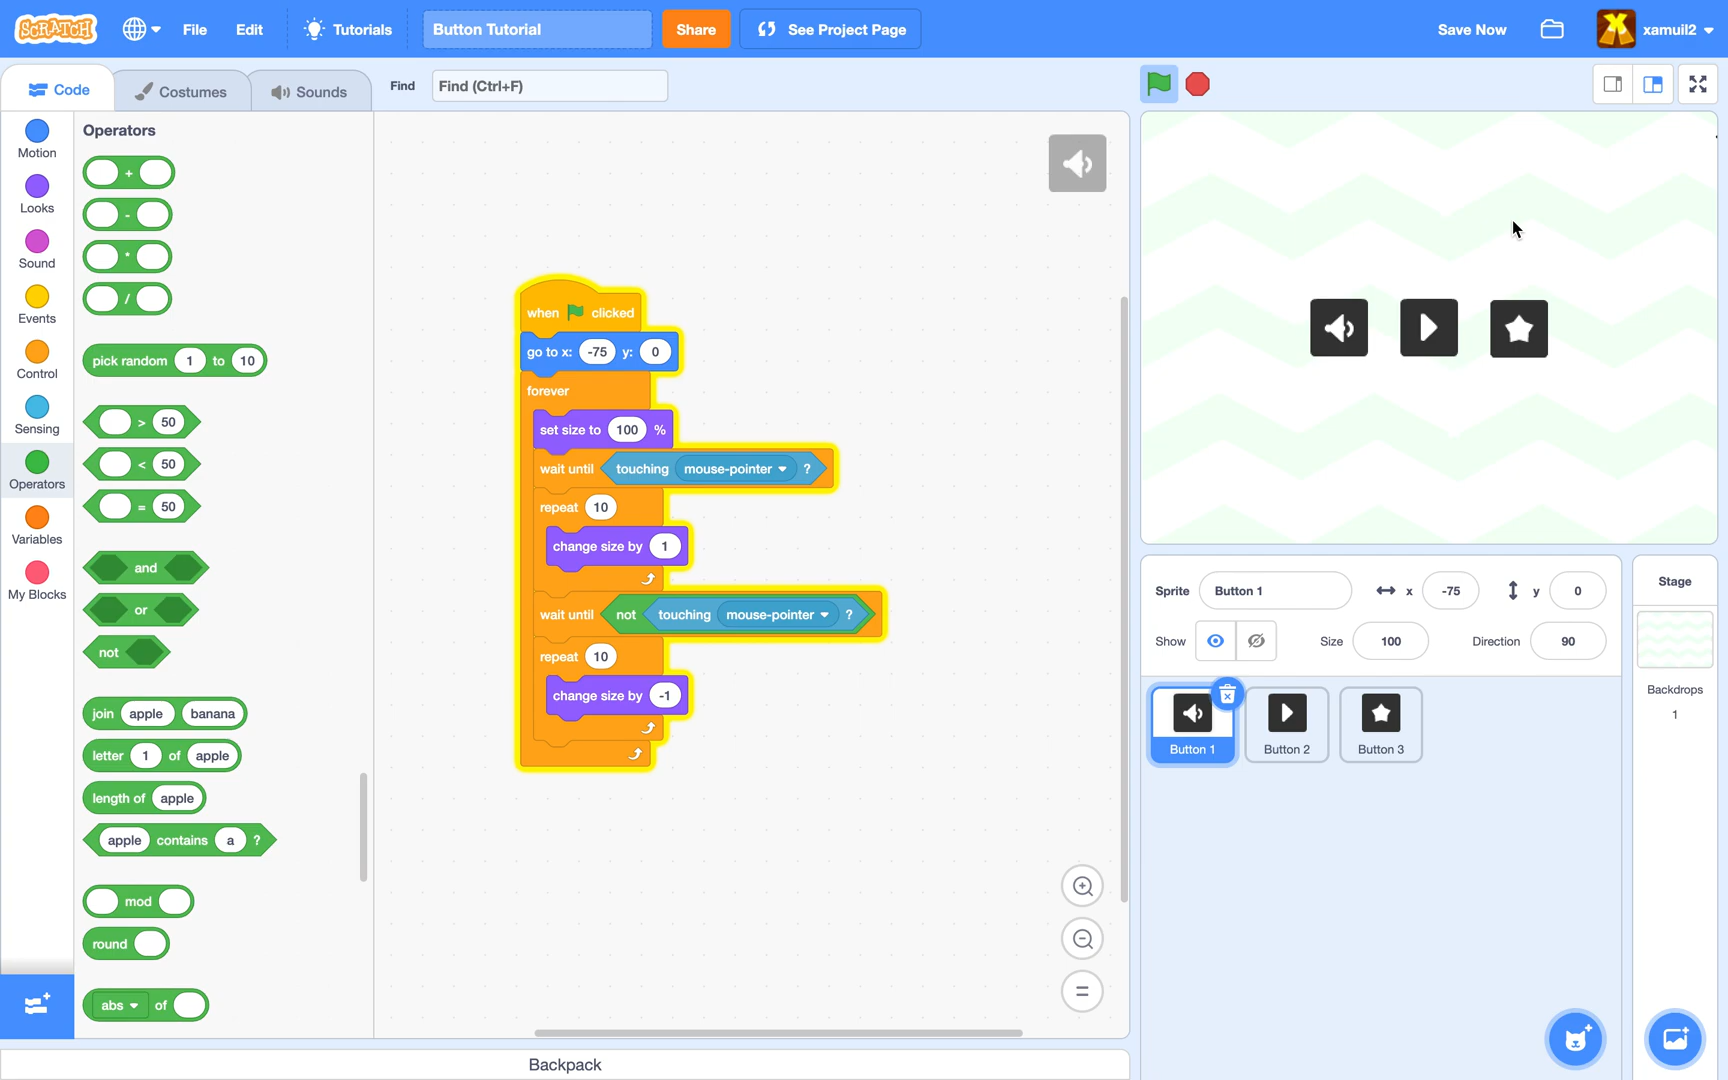 SCRATCH
File
Edit
Tutorials
Button Tutorial
Share
See Project Page
Save Now
xamuil2
Code
Costumes
Sounds
Find
Find (Ctrl+F)
Motion
Looks
Sound
Events
Control
Sensing
Operators
Variables
My Blocks
Operators
+
-
*
/
pick random 1 to 10
> 50
< 50
= 50
and
or
not
join apple banana
letter 1 of apple
length of apple
apple contains a ?
mod
round
abs of
when clicked
go to x: -75 y: 0
forever
set size to 100 %
wait until touching mouse-pointer ?
repeat 10
change size by 1
wait until not touching mouse-pointer ?
repeat 10
change size by -1
Backpack
Sprite Button 1 x -75 y 0
Show Size 100 Direction 90
Button 1
Button 2
Button 3
Stage
Backdrops
1